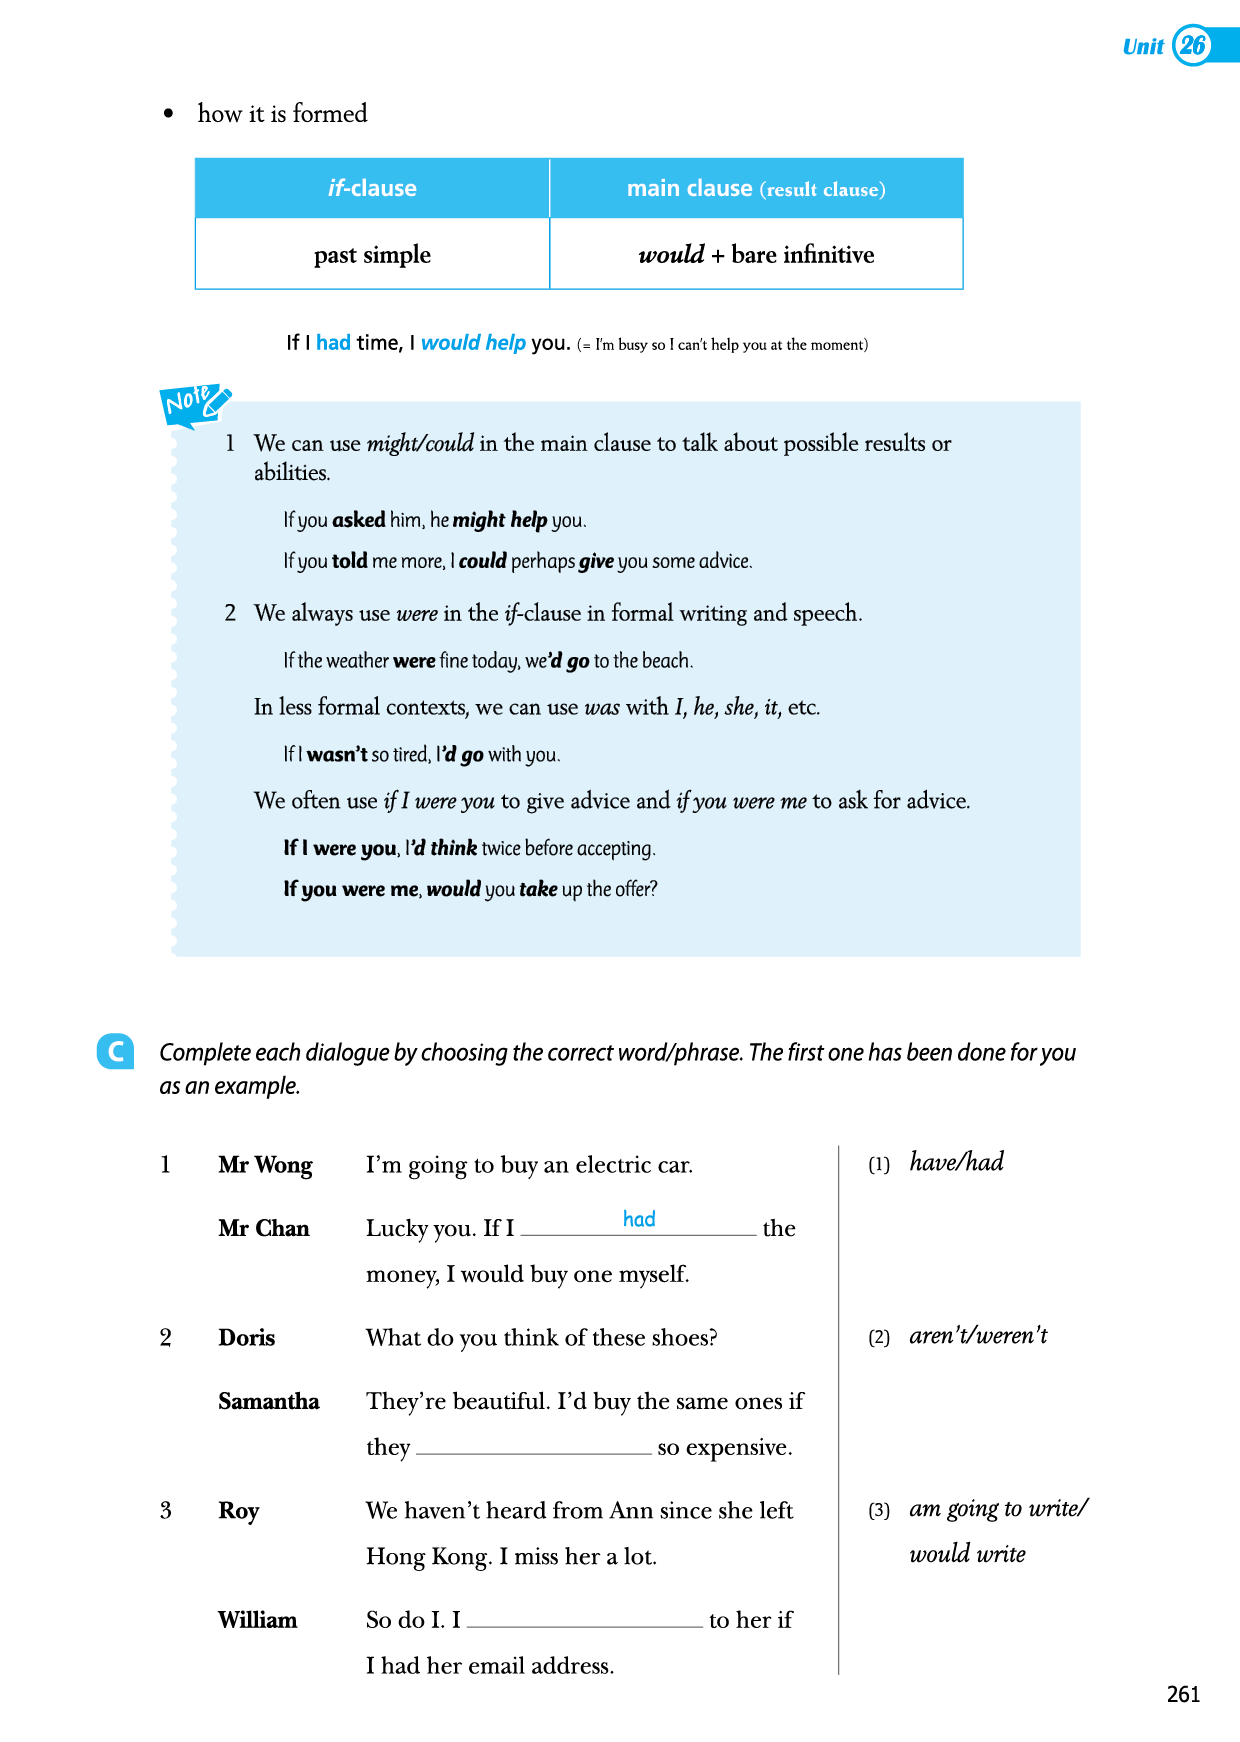 Unit 26
• how it is formed
if-clause main clause (result clause)
past simple would + bare infinitive
If I had time, I would help you. (= I'm busy so I can't help you at the moment)
Note
1 We can use might/could in the main clause to talk about possible results or
abilities.
If you asked him, he might help you.
If you told me more, I could perhaps give you some advice.
2 We always use were in the if-clause in formal writing and speech.
If the weather were fine today, we'd go to the beach.
In less formal contexts, we can use was with I, he, she, it, etc.
If I wasn't so tired, I'd go with you.
We often use if I were you to give advice and if you were me to ask for advice.
If I were you, I'd think twice before accepting.
If you were me, would you take up the offer?
C Complete each dialogue by choosing the correct word/phrase. The first one has been done for you
as an example.
1 Mr Wong I'm going to buy an electric car. (1) have/had
Mr Chan Lucky you. If I had the
money, I would buy one myself.
2 Doris What do you think of these shoes? (2) aren't/weren't
Samantha They're beautiful. I'd buy the same ones if
they ____ so expensive.
3 Roy We haven't heard from Ann since she left (3) am going to write/
Hong Kong. I miss her a lot. would write
William So do I. I ____ to her if
I had her email address.
261